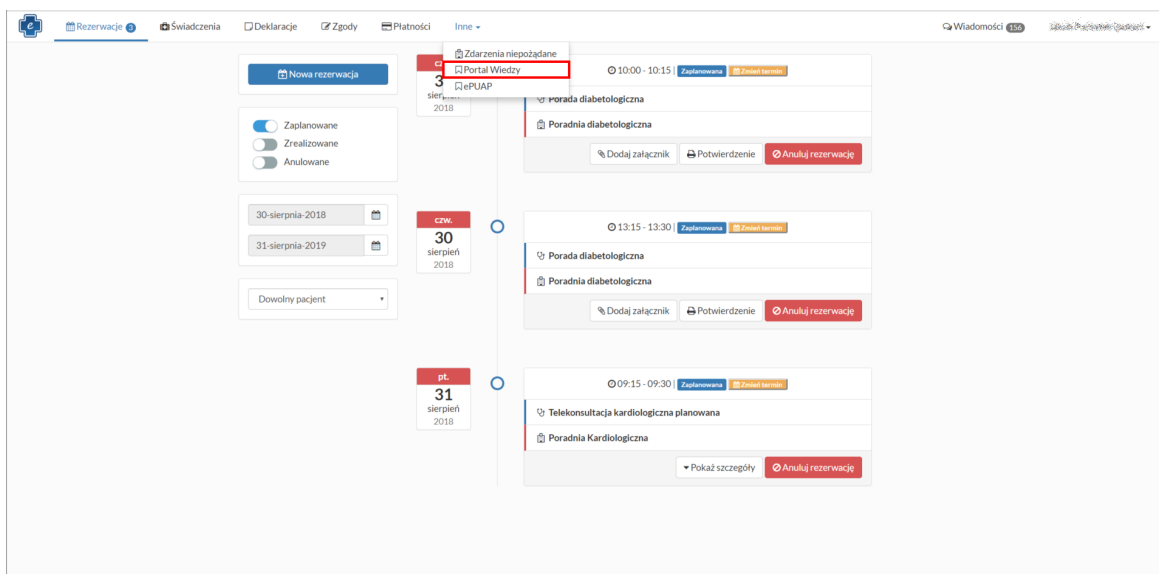 e Rezerwacje 3 Świadczenia Deklaracje Zgody Płatności Inne Wiadomości 156
Zdarzenia niepożądane
Portal Wiedzy
ePUAP
Nowa rezerwacja
Zaplanowane
Zrealizowane
Anulowane
30-sierpnia-2018
31-sierpnia-2019
Dowolny pacjent
2018
10:00 - 10:15 | Zaplanowana Zmień termin
Porada diabetologiczna
Poradnia diabetologiczna
Dodaj załącznik Potwierdzenie Anuluj rezerwację
czw.
30
sierpień
2018
13:15 - 13:30 | Zaplanowana Zmień termin
Porada diabetologiczna
Poradnia diabetologiczna
Dodaj załącznik Potwierdzenie Anuluj rezerwację
pt.
31
sierpień
2018
09:15 - 09:30 | Zaplanowana Zmień termin
Telekonsultacja kardiologiczna planowana
Poradnia Kardiologiczna
Pokaż szczegóły Anuluj rezerwację